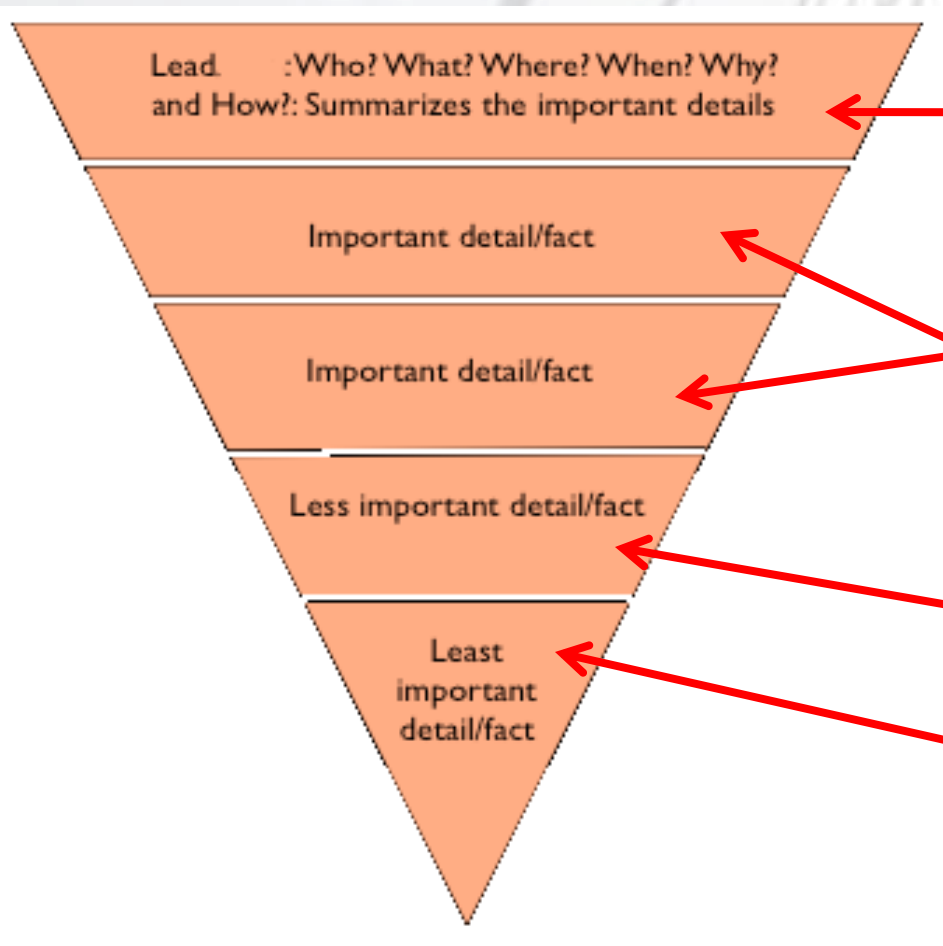 Lead. :Who? What? Where? When? Why?
and How?: Summarizes the important details
Important detail/fact
Important detail/fact
Less important detail/fact
Least
important
detail/fact